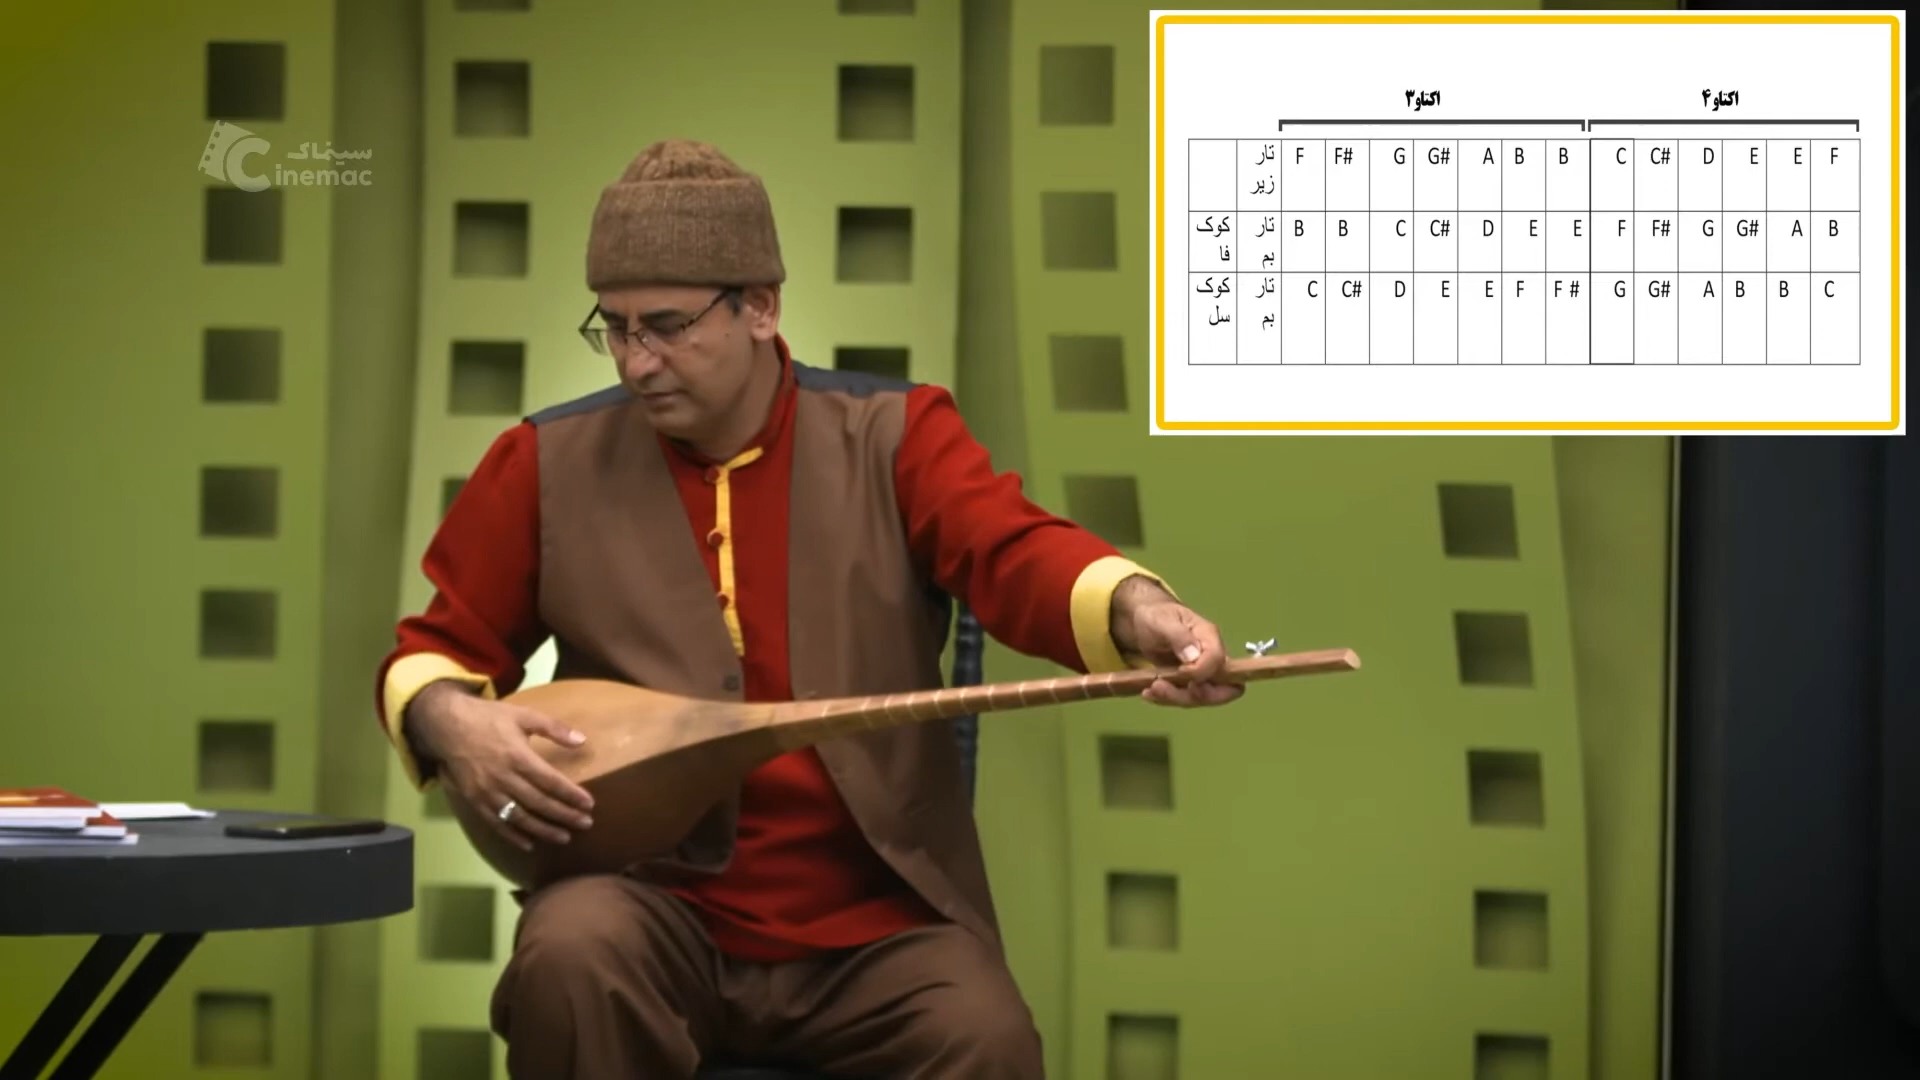 سینماک
Cinemac
اکتاو۳ اکتاو۴
تار زیر F F# G G# A B B C C# D E E F
کوک فا تار بم B B C C# D E E F F# G G# A B
کوک سل تار بم C C# D E E F F# G G# A B B C